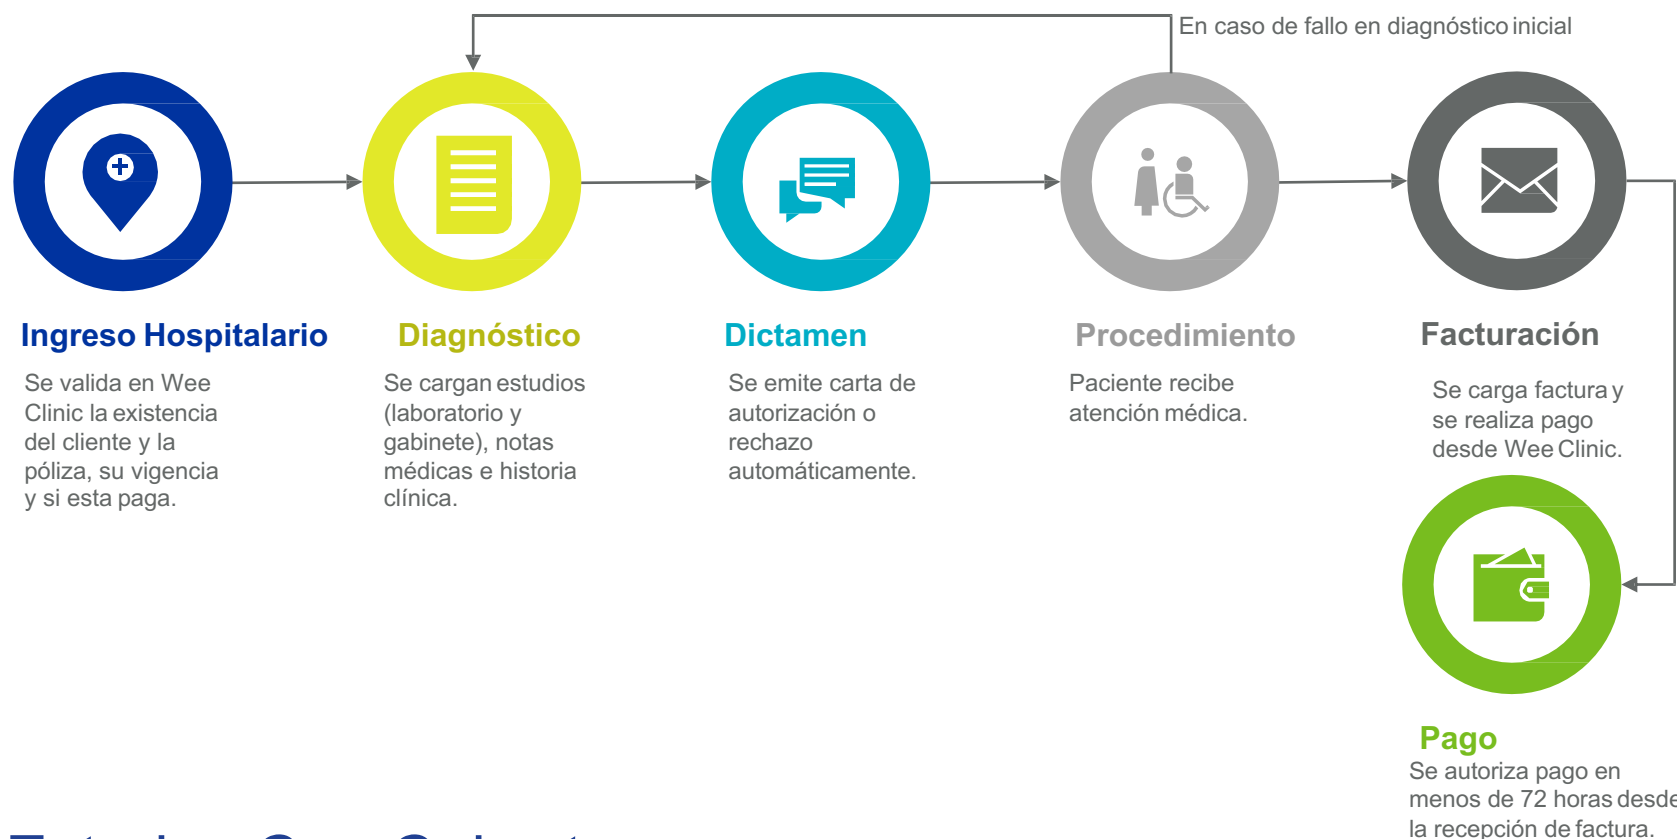 En caso de fallo en diagnóstico inicial
Ingreso Hospitalario
Se valida en Wee
Clinic la existencia
del cliente y la
póliza, su vigencia
y si esta paga.
Diagnóstico
Se cargan estudios
(laboratorio y
gabinete), notas
médicas e historia
clínica.
Dictamen
Se emite carta de
autorización o
rechazo
automáticamente.
Procedimiento
Paciente recibe
atención médica.
Facturación
Se carga factura y
se realiza pago
desde Wee Clinic.
Pago
Se autoriza pago en
menos de 72 horas desde
la recepción de factura.